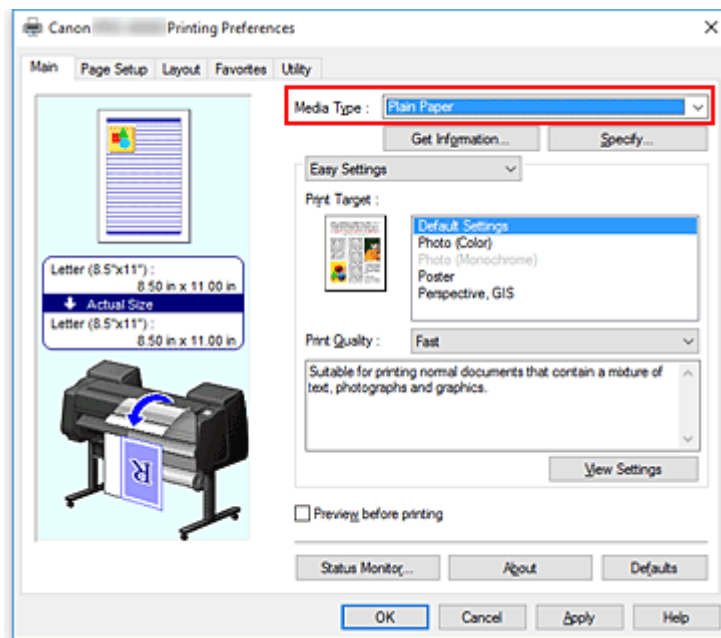 Canon Printing Preferences
Main Page Setup Layout Favorites Utility
Media Type : Plain Paper
Get Information... Specify...
Easy Settings
Print Target :
Default Settings
Photo (Color)
Photo (Monochrome)
Poster
Perspective, GIS
Letter (8.5"x11") :
8.50 in x 11.00 in
Actual Size
Letter (8.5"x11") :
8.50 in x 11.00 in
R
Print Quality : Fast
Suitable for printing normal documents that contain a mixture of
text, photographs and graphics.
View Settings
Preview before printing
Status Monitor... About Defaults
OK Cancel Apply Help